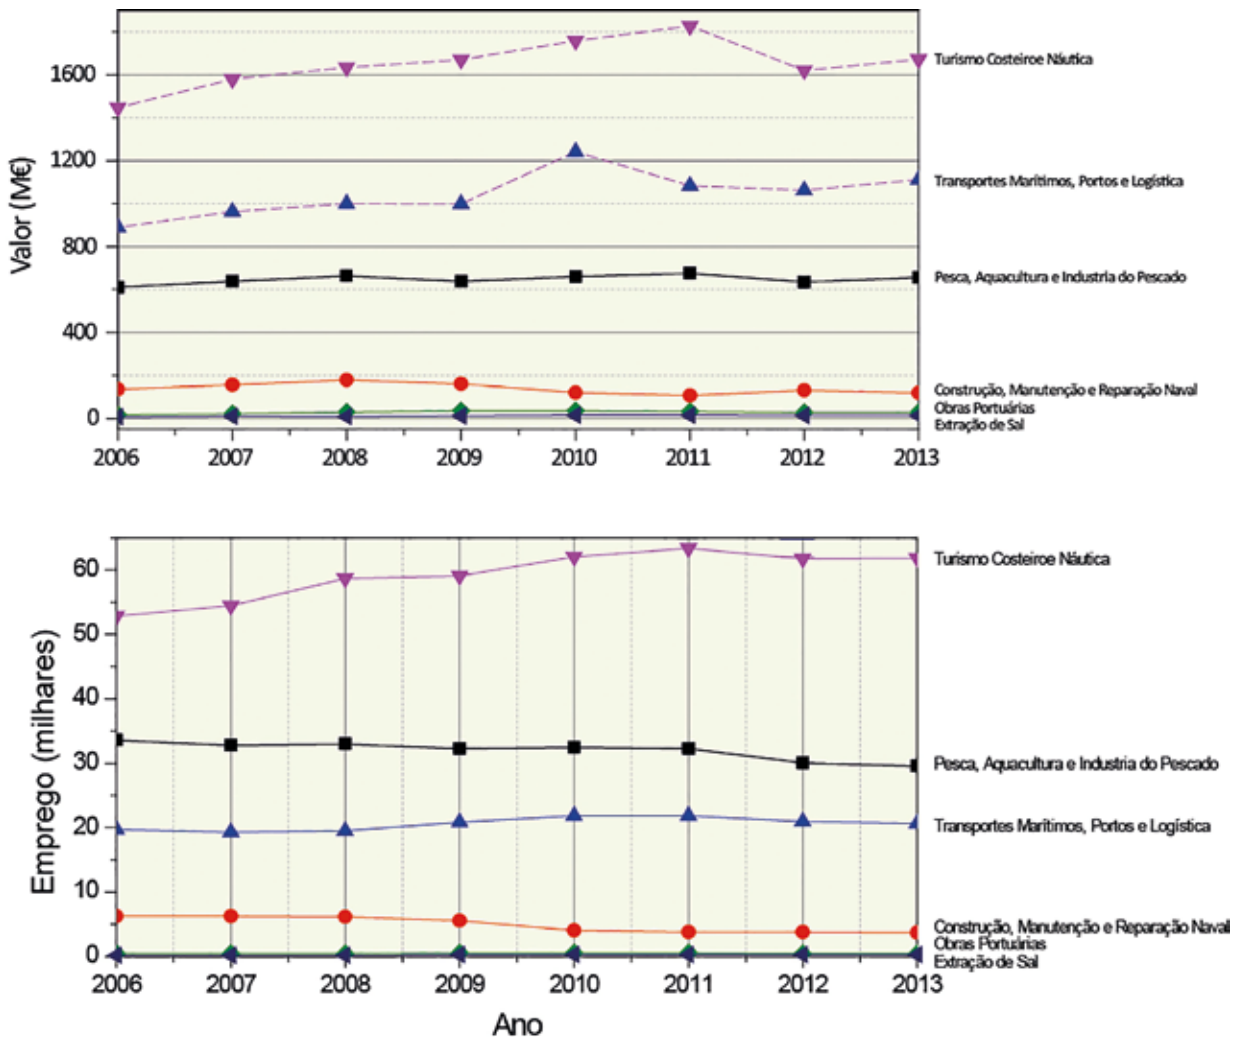 Valor (M€)
1600
1200
800
400
0
2006 2007 2008 2009 2010 2011 2012 2013
Turismo Costeiroe Náutica
Transportes Marítimos, Portos e Logística
Pesca, Aquacultura e Industria do Pescado
Construção, Manutenção e Reparação Naval
Obras Portuárias
Extração de Sal
Emprego (milhares)
60
50
40
30
20
10
0
2006 2007 2008 2009 2010 2011 2012 2013
Ano
Turismo Costeiroe Náutica
Pesca, Aquacultura e Industria do Pescado
Transportes Marítimos, Portos e Logística
Construção, Manutenção e Reparação Naval
Obras Portuárias
Extração de Sal